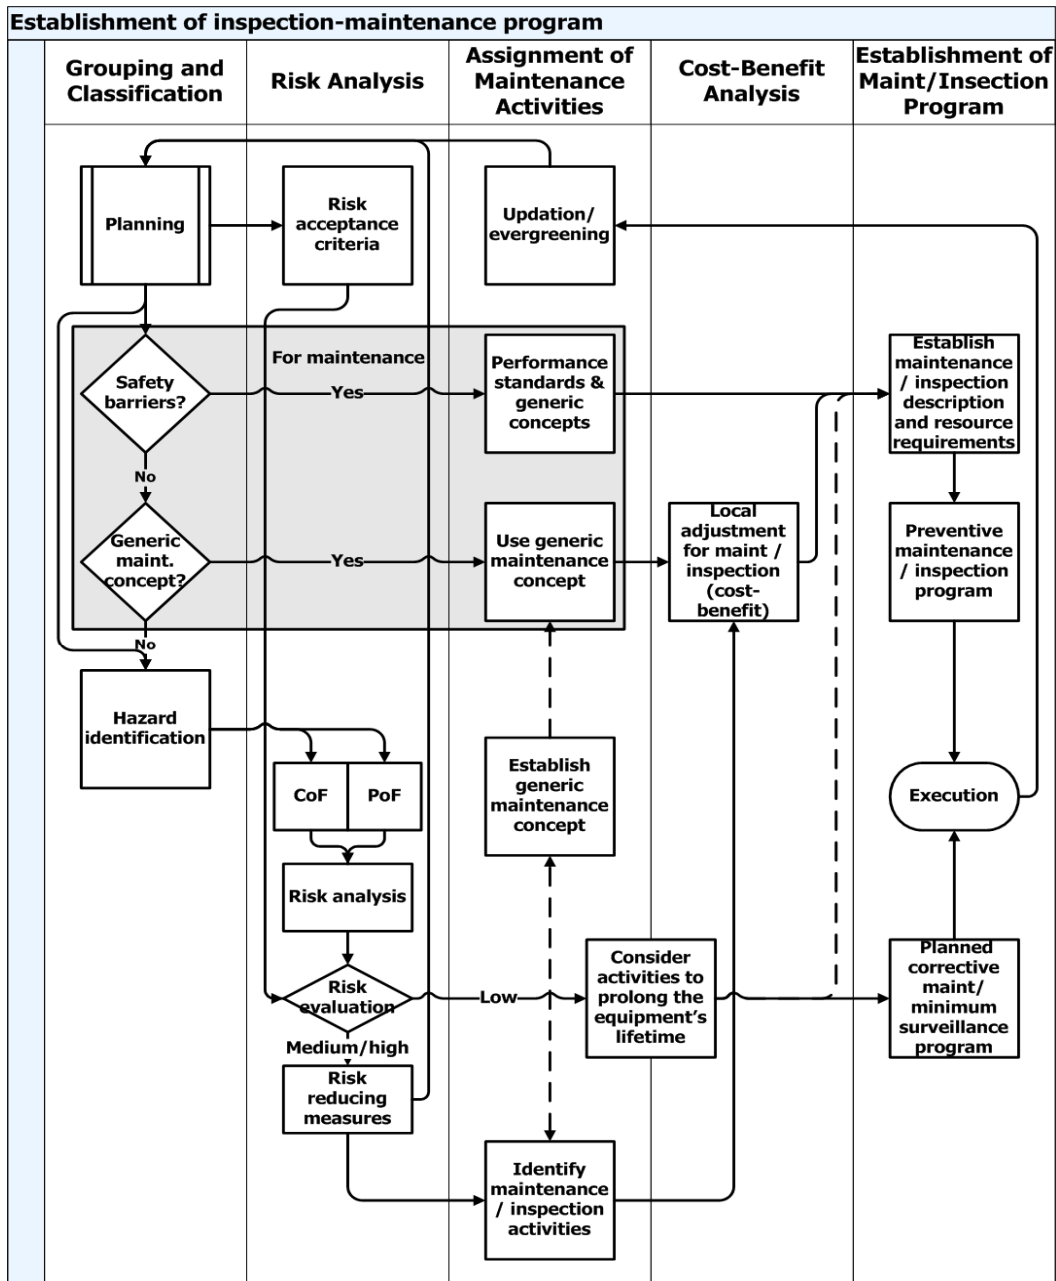 Establishment of inspection-maintenance program
Grouping and
Classification
Risk Analysis
Assignment of
Maintenance
Activities
Cost-Benefit
Analysis
Establishment of
Maint/Insection
Program
Planning
Risk
acceptance
criteria
Updation/
evergreening
For maintenance
Safety
barriers?
Yes
Performance
standards &
generic
concepts
Establish
maintenance
/ inspection
description
and resource
requirements
No
Generic
maint.
concept?
Yes
Use generic
maintenance
concept
Local
adjustment
for maint /
inspection
(cost-
benefit)
Preventive
maintenance
/ inspection
program
No
Hazard
identification
CoF
PoF
Establish
generic
maintenance
concept
Execution
Risk analysis
Risk
evaluation
Low
Consider
activities to
prolong the
equipment's
lifetime
Planned
corrective
maint/
minimum
surveillance
program
Medium/high
Risk
reducing
measures
Identify
maintenance
/ inspection
activities